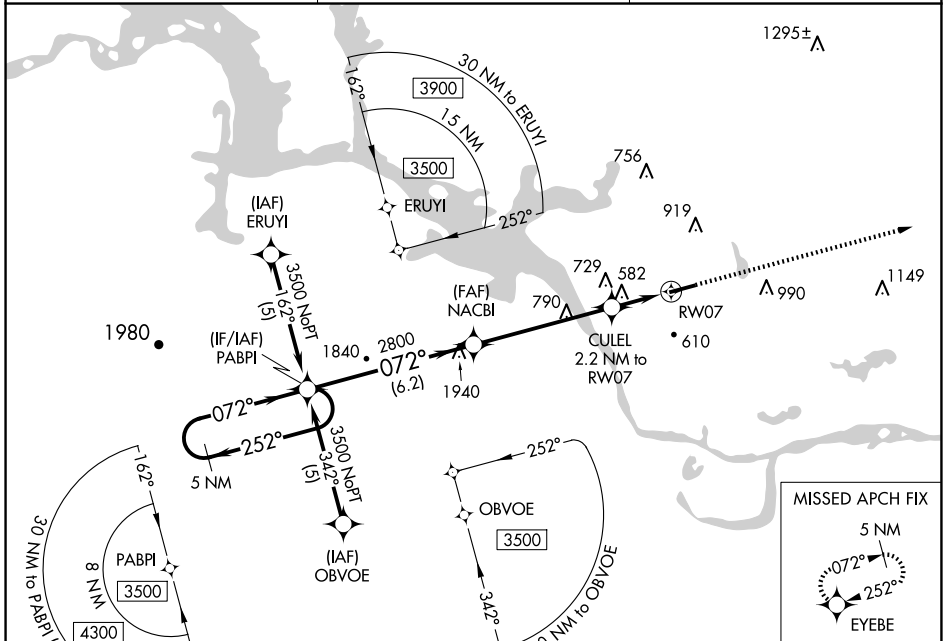 1295±
30 NM to ERUYI
3900
162°
15 NM
3500
756
ERUYI
252°
919
(IAF)
ERUYI
3500 NoPT
162°
(5)
729
582
990
1149
(FAF)
NACBI
790
RW07
1980
(IF/IAF)
PABPI
1840
2800
072°
(6.2)
1940
CULEL
2.2 NM to
RW07
610
072°
252°
5 NM
3500 NoPT
342°
(5)
(IAF)
OBVOE
162°
30 NM to PABPI
8 NM
PABPI
3500
4300
252°
OBVOE
3500
342°
NM to OBVOE
MISSED APCH FIX
5 NM
072°
252°
EYEBE